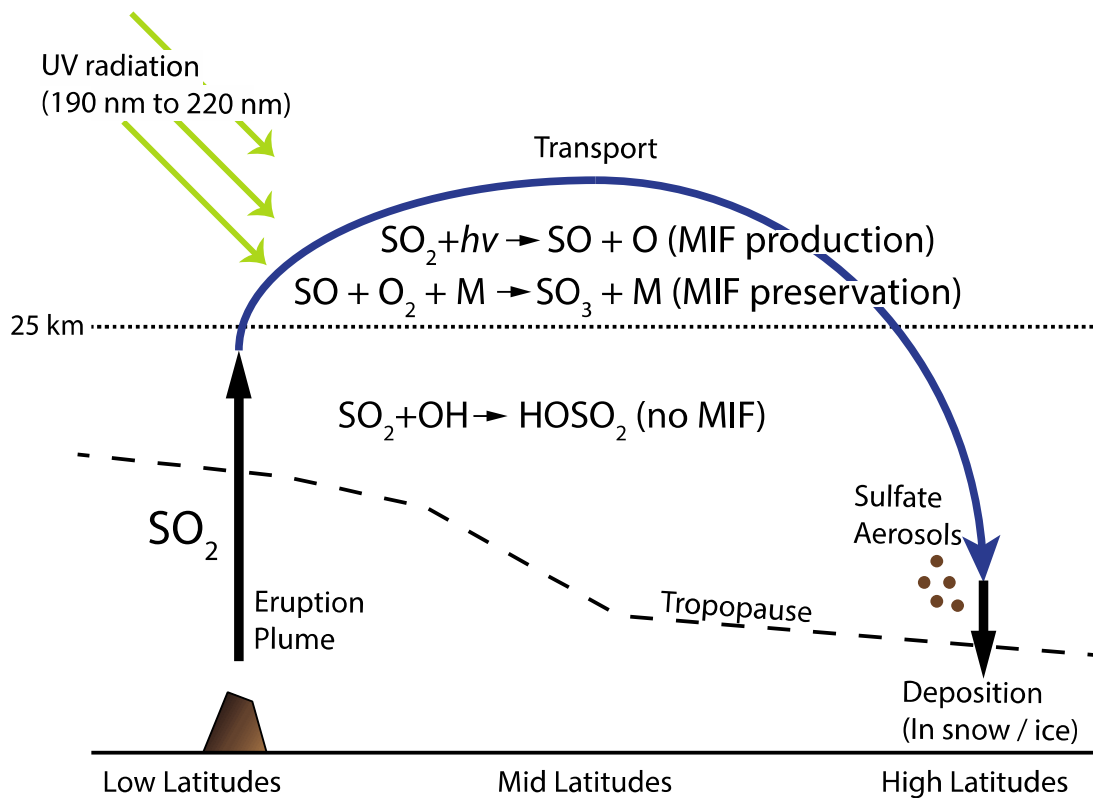 UV radiation
(190 nm to 220 nm)
Transport
SO₂+hν → SO + O (MIF production)
SO + O₂ + M → SO₃ + M (MIF preservation)
25 km
SO₂+OH → HOSO₂ (no MIF)
Sulfate
Aerosols
SO₂
Eruption
Plume
Tropopause
Deposition
(In snow / ice)
Low Latitudes
Mid Latitudes
High Latitudes